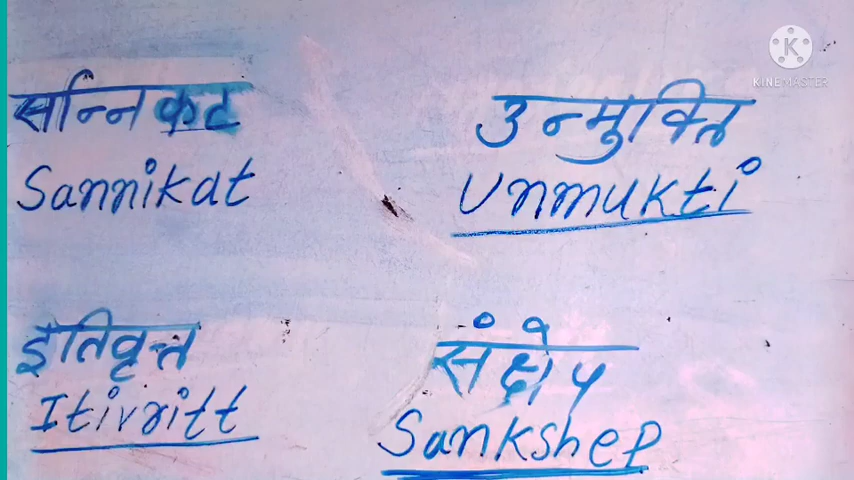 सन्निकट
Sannikat
उन्मुक्ति
Unmukti
इतिवृत्त
Itivritt
संक्षेप
Sankshep
KINEMASTER